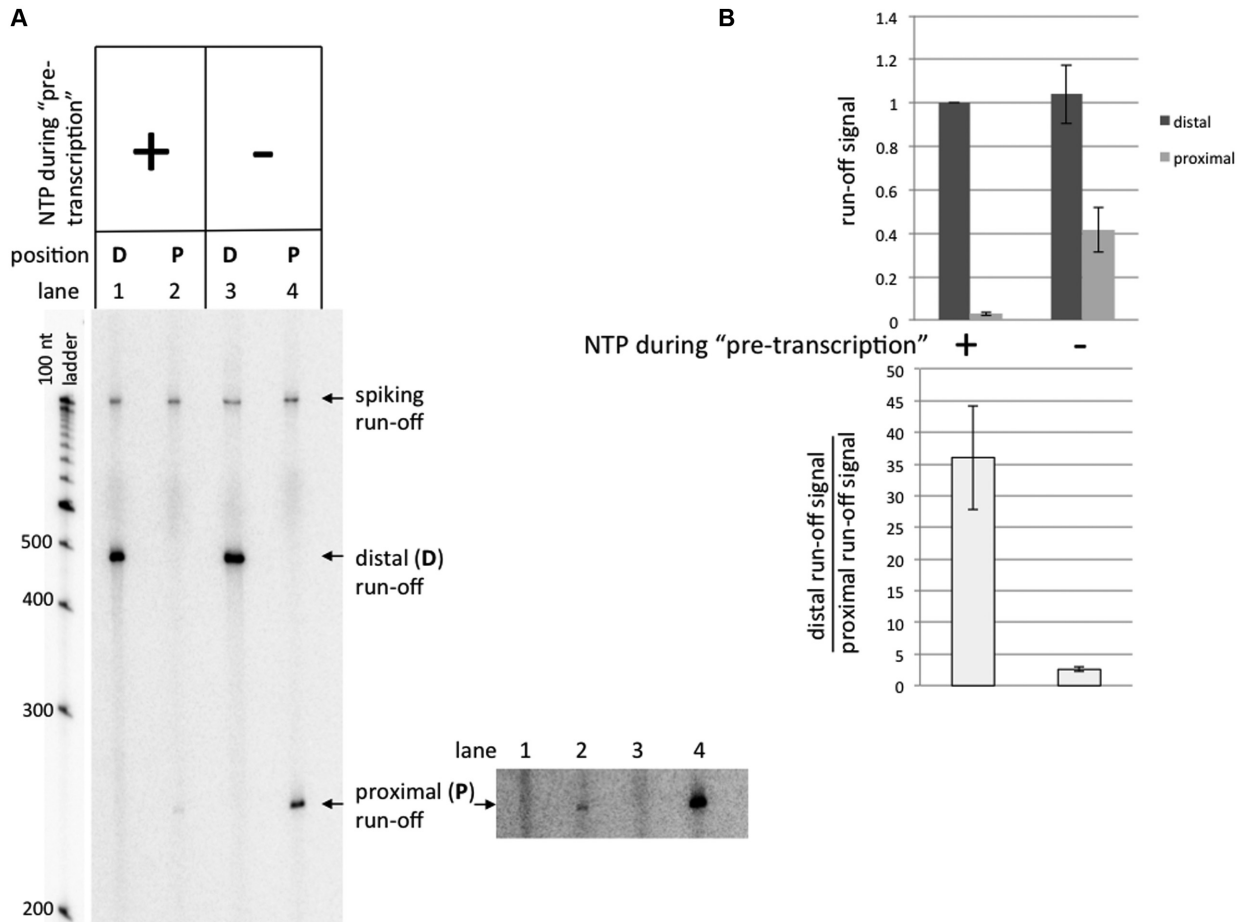 A
NTP during “pre-
transcription”
+
-
position D P D P
lane 1 2 3 4
100 nt
ladder
500
400
300
200
spiking
run-off
distal (D)
run-off
proximal (P)
run-off
lane 1 2 3 4
B
run-off signal
1.4
1.2
1
0.8
0.6
0.4
0.2
0
distal
proximal
NTP during “pre-transcription” + -
distal run-off signal
proximal run-off signal
50
45
40
35
30
25
20
15
10
5
0